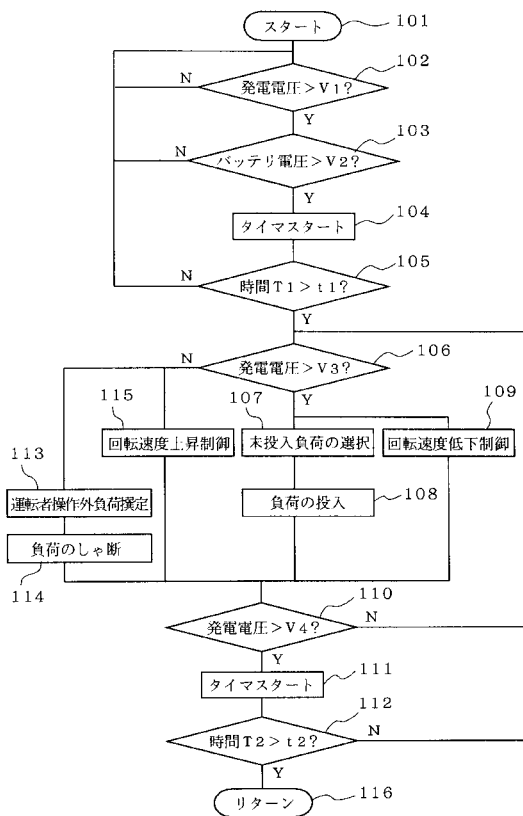 スタート
101
102
N
発電電圧>V1?
Y
103
N
バッテリ電圧>V2?
Y
104
タイマスタート
105
N
時間T1>t1?
Y
106
N
発電電圧>V3?
Y
115
107
109
回転速度上昇制御
未投入負荷の選択
回転速度低下制御
113
108
運転者操作外負荷撰定
負荷の投入
負荷のしゃ断
114
110
発電電圧>V4?
N
Y
111
タイマスタート
112
時間T2>t2?
N
Y
リターン
116